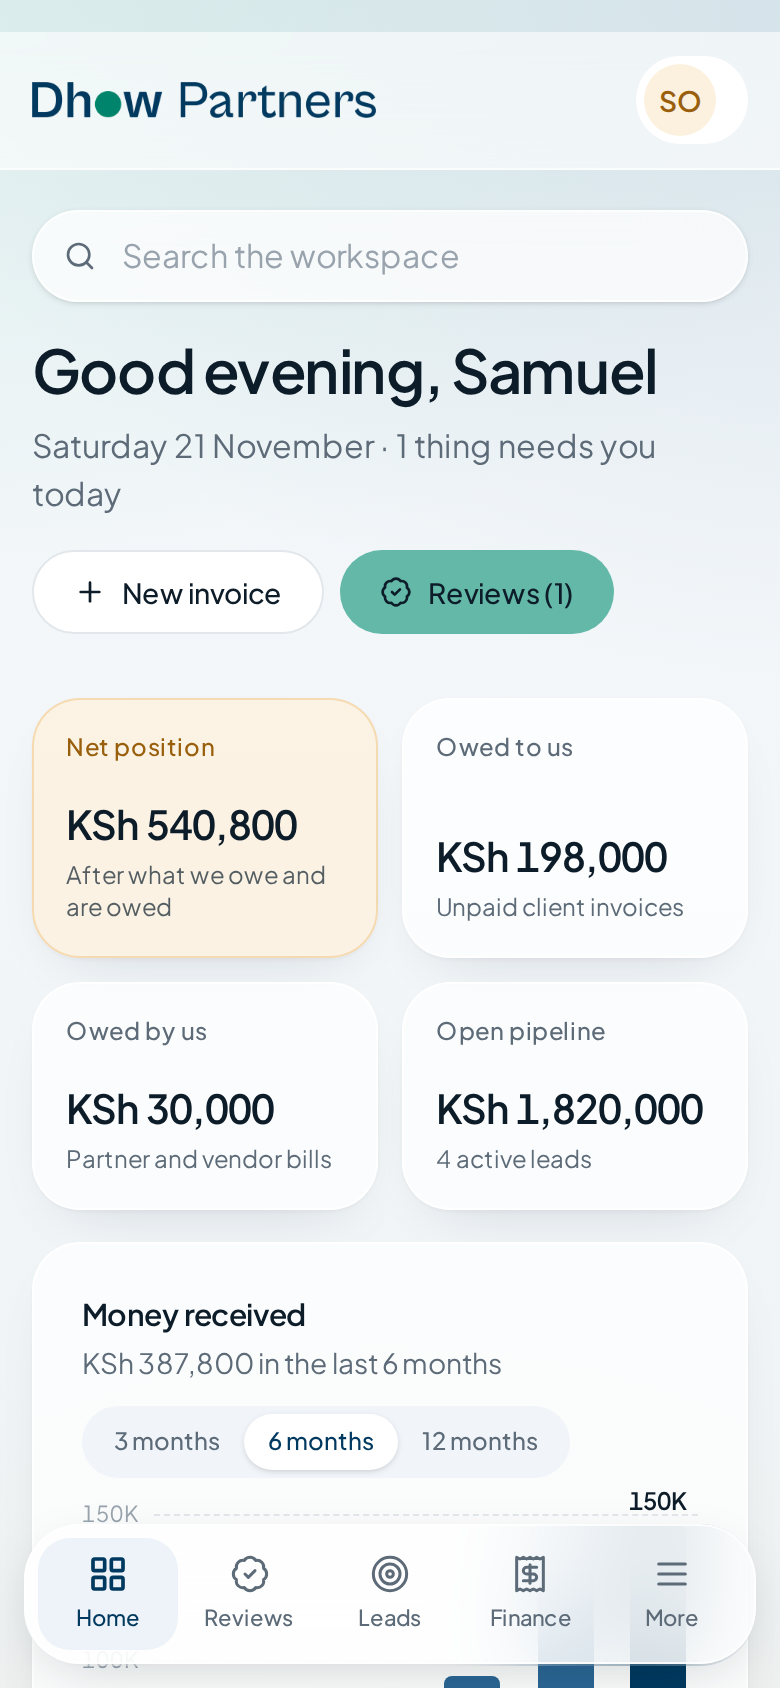 Dhow Partners
SO
Search the workspace
Good evening, Samuel
Saturday 21 November · 1 thing needs you
today
New invoice
Reviews (1)
Net position
KSh 540,800
After what we owe and
are owed
Owed to us
KSh 198,000
Unpaid client invoices
Owed by us
KSh 30,000
Partner and vendor bills
Open pipeline
KSh 1,820,000
4 active leads
Money received
KSh 387,800 in the last 6 months
3 months
6 months
12 months
150K
150K
Home
Reviews
Leads
Finance
More
100K